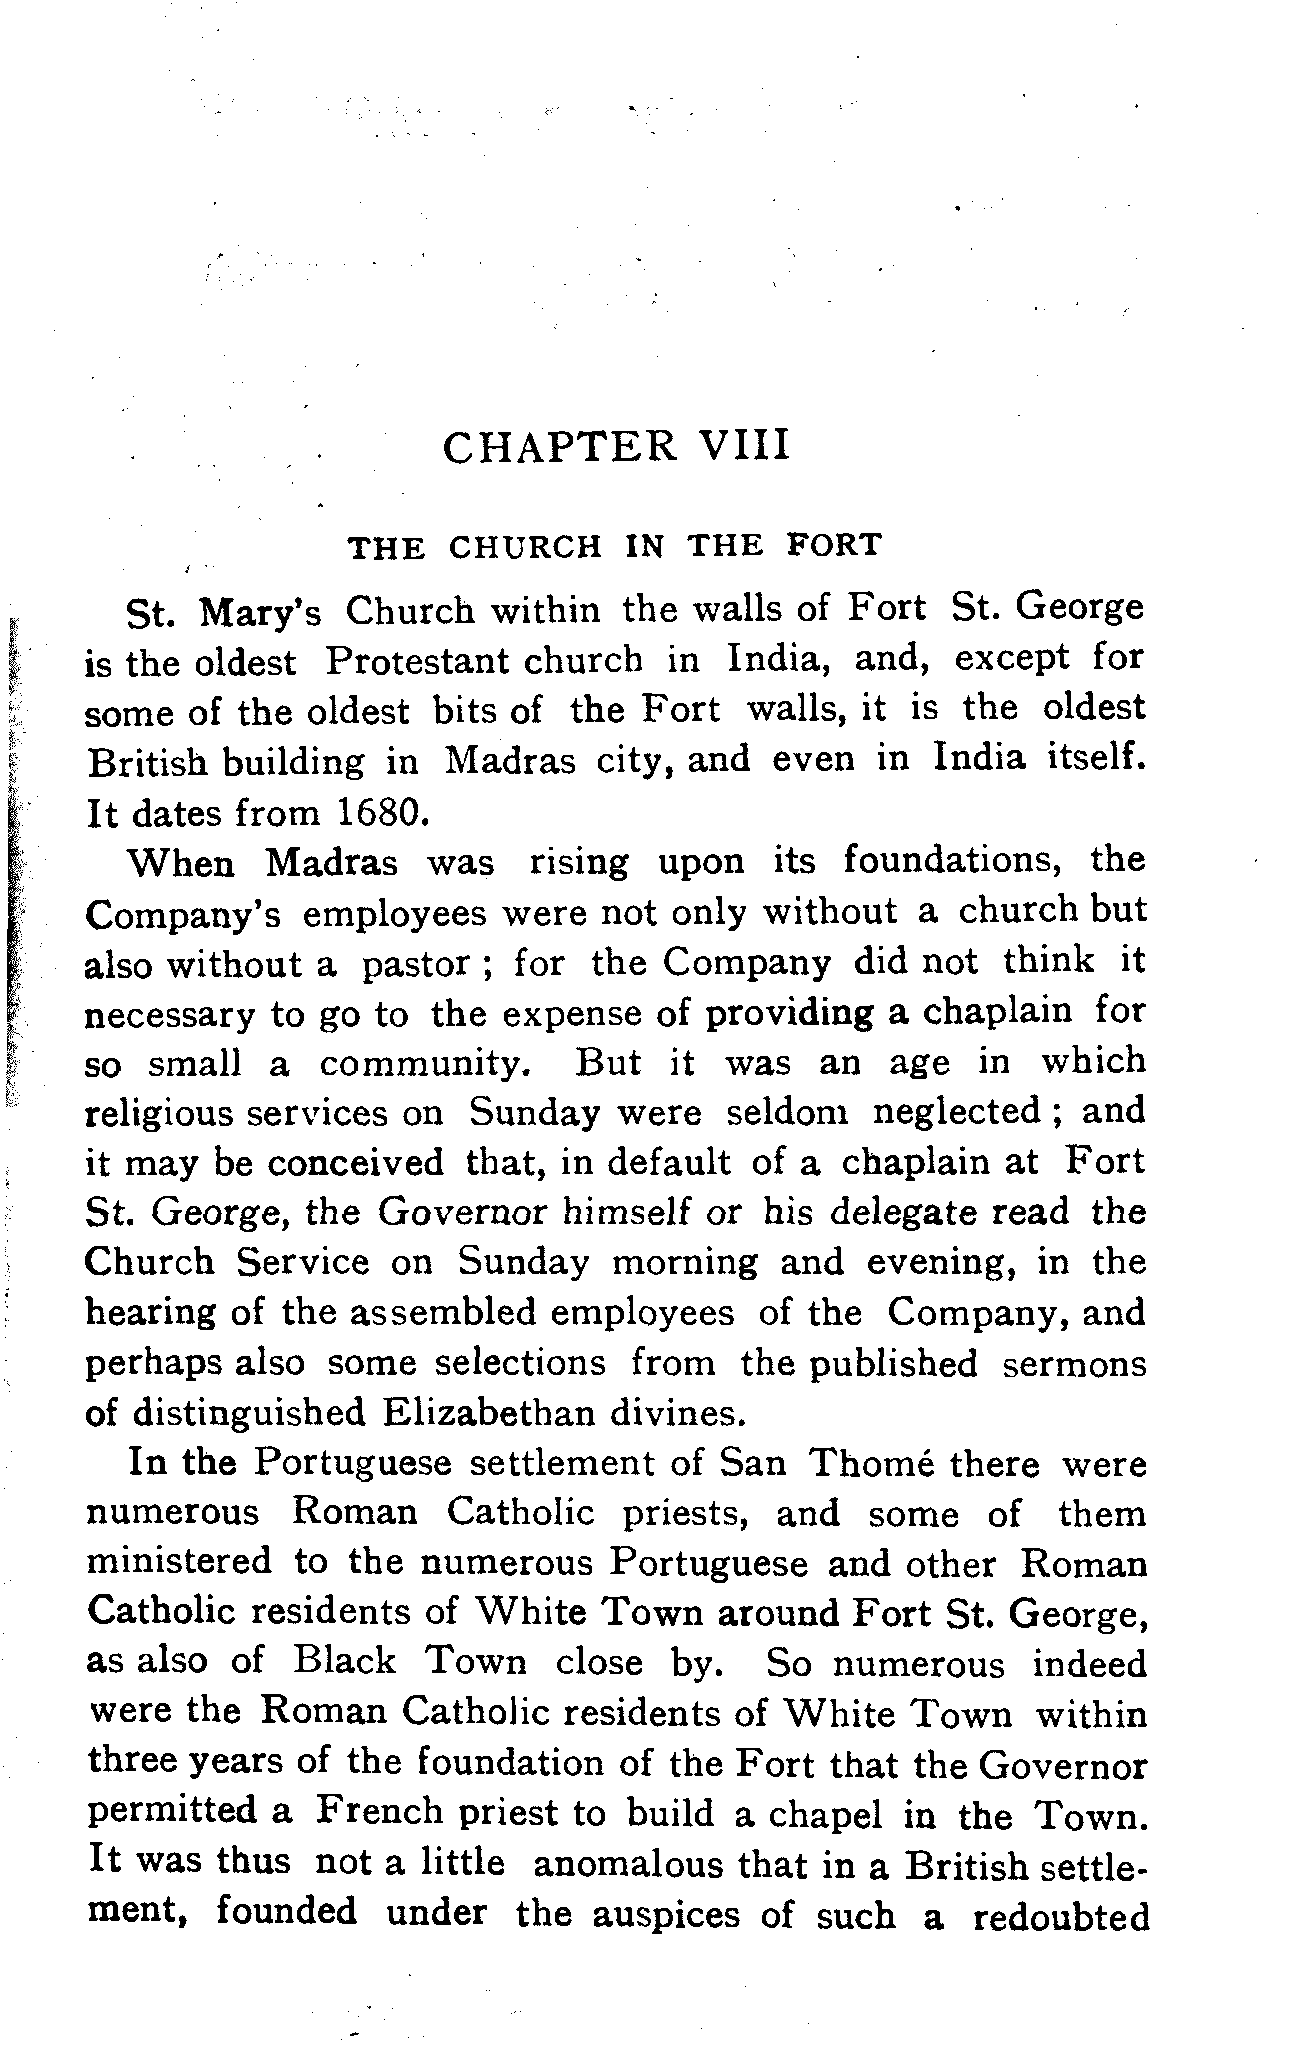 CHAPTER VIII
THE CHURCH IN THE FORT
St. Mary's Church within the walls of Fort St. George
is the oldest Protestant church in India, and, except for
some of the oldest bits of the Fort walls, it is the oldest
British building in Madras city, and even in India itself.
It dates from 1680.
When Madras was rising upon its foundations, the
Company's employees were not only without a church but
also without a pastor ; for the Company did not think it
necessary to go to the expense of providing a chaplain for
so small a community. But it was an age in which
religious services on Sunday were seldom neglected ; and
it may be conceived that, in default of a chaplain at Fort
St. George, the Governor himself or his delegate read the
Church Service on Sunday morning and evening, in the
hearing of the assembled employees of the Company, and
perhaps also some selections from the published sermons
of distinguished Elizabethan divines.
In the Portuguese settlement of San Thomé there were
numerous Roman Catholic priests, and some of them
ministered to the numerous Portuguese and other Roman
Catholic residents of White Town around Fort St. George,
as also of Black Town close by. So numerous indeed
were the Roman Catholic residents of White Town within
three years of the foundation of the Fort that the Governor
permitted a French priest to build a chapel in the Town.
It was thus not a little anomalous that in a British settle-
ment, founded under the auspices of such a redoubted